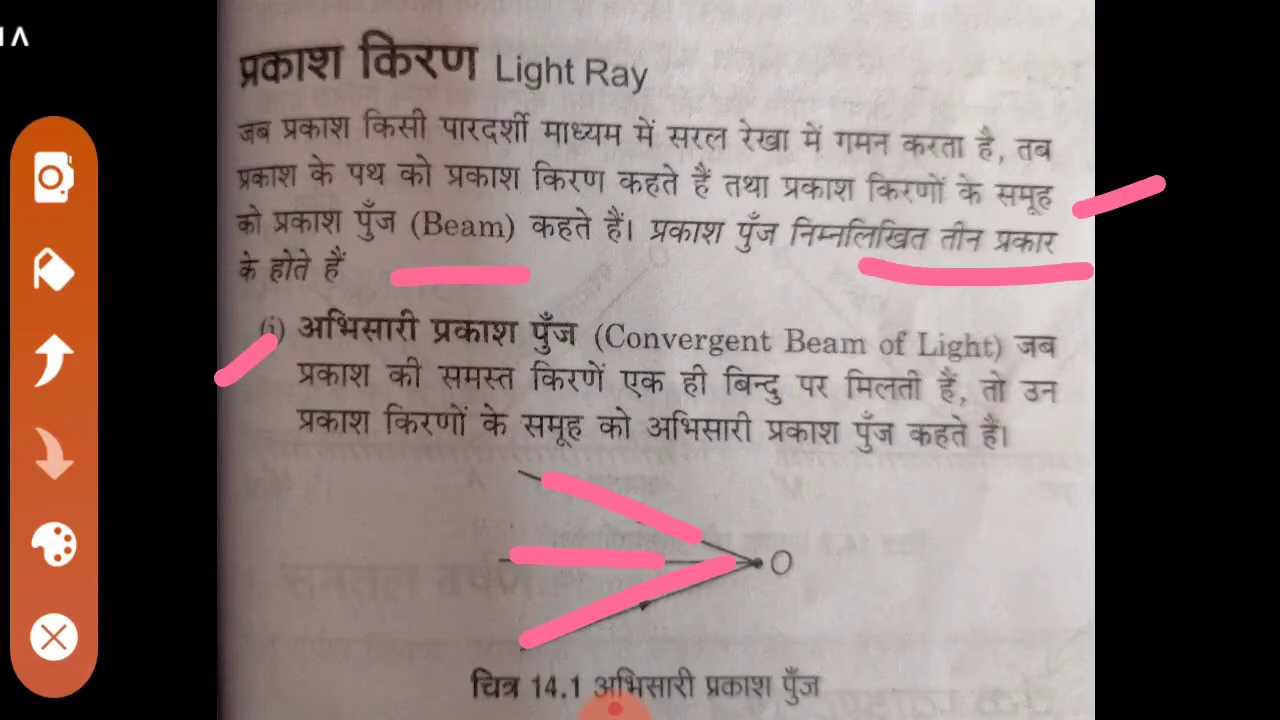 प्रकाश किरण Light Ray
जब प्रकाश किसी पारदर्शी माध्यम में सरल रेखा में गमन करता है, तब
प्रकाश के पथ को प्रकाश किरण कहते हैं तथा प्रकाश किरणों के समूह
को प्रकाश पुँज (Beam) कहते हैं। प्रकाश पुँज निम्नलिखित तीन प्रकार
के होते हैं
(i) अभिसारी प्रकाश पुँज (Convergent Beam of Light) जब
प्रकाश की समस्त किरणें एक ही बिन्दु पर मिलती हैं, तो उन
प्रकाश किरणों के समूह को अभिसारी प्रकाश पुँज कहते हैं।
O
चित्र 14.1 अभिसारी प्रकाश पुँज